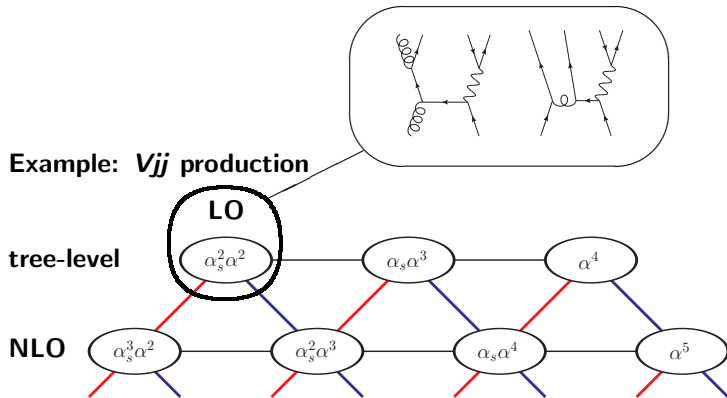 Example: Vjj production
LO
tree-level
α_s^2α^2
α_sα^3
α^4
NLO
α_s^3α^2
α_s^2α^3
α_sα^4
α^5